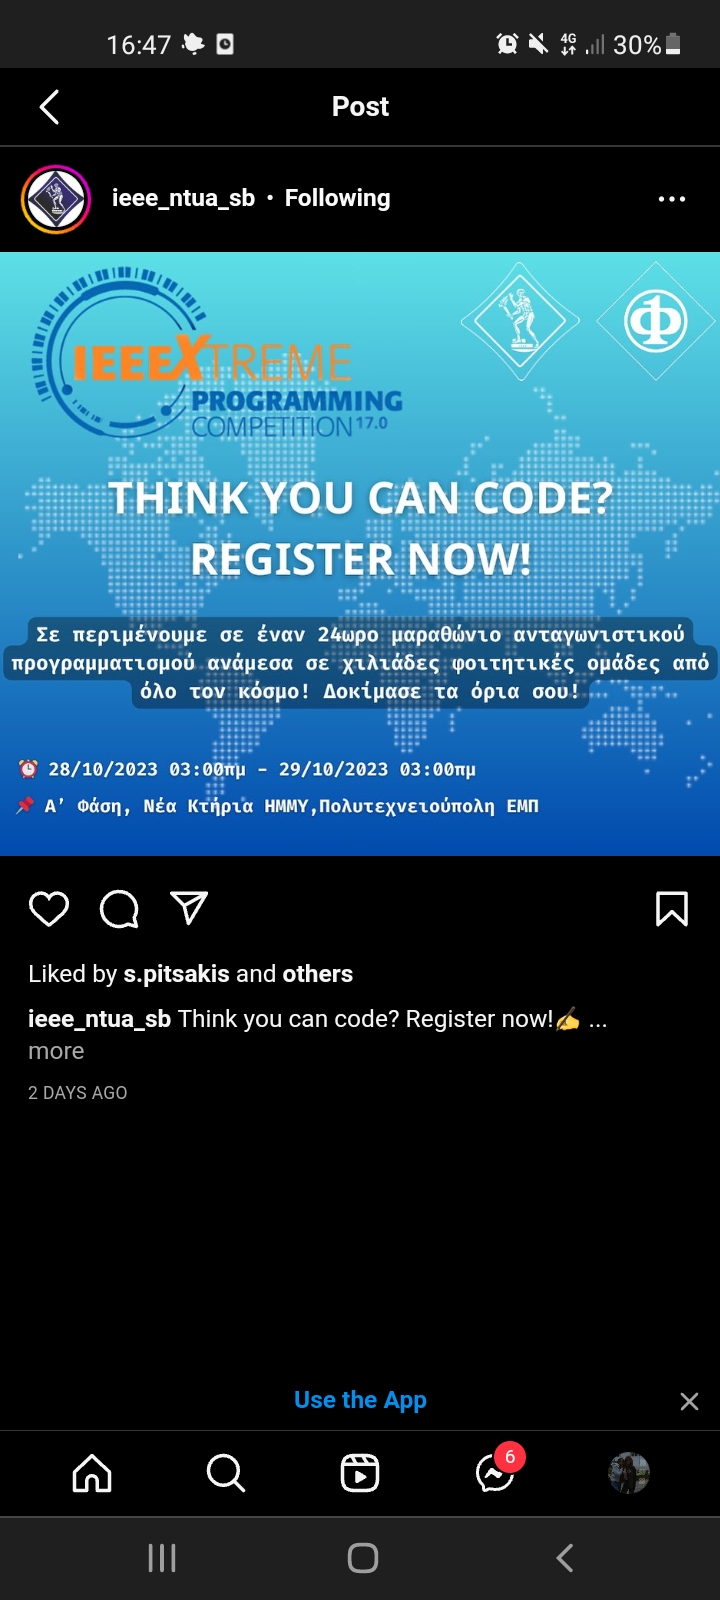 16:47
4G
30%
Post
ieee_ntua_sb • Following
IEEEXTREME
PROGRAMMING
COMPETITION 17.0
THINK YOU CAN CODE?
REGISTER NOW!
Σε περιμένουμε σε έναν 24ωρο μαραθώνιο ανταγωνιστικού
προγραμματισμού ανάμεσα σε χιλιάδες φοιτητικές ομάδες από
όλο τον κόσμο! Δοκίμασε τα όρια σου!
⏰ 28/10/2023 03:00πμ - 29/10/2023 03:00πμ
📌 Α' Φάση, Νέα Κτήρια ΗΜΜΥ,Πολυτεχνειούπολη ΕΜΠ
Liked by s.pitsakis and others
ieee_ntua_sb Think you can code? Register now!✍️ ...
more
2 DAYS AGO
Use the App
6